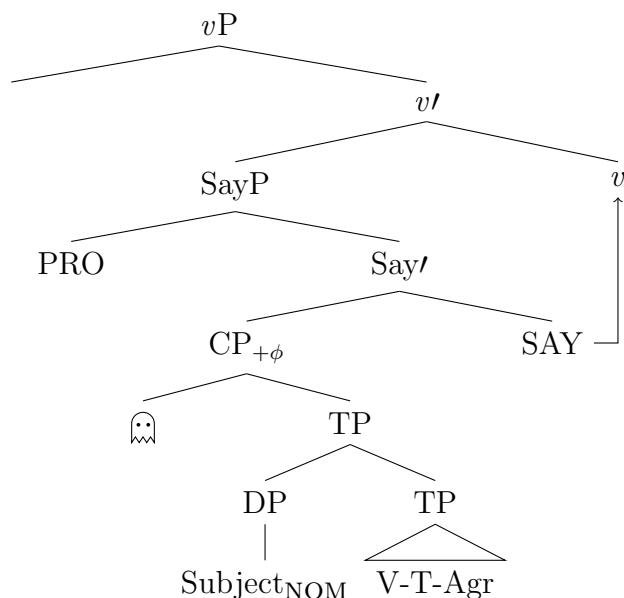 vP
v′
SayP v
PRO Say′
CP+ϕ SAY
TP
DP TP
SubjectNOM V-T-Agr